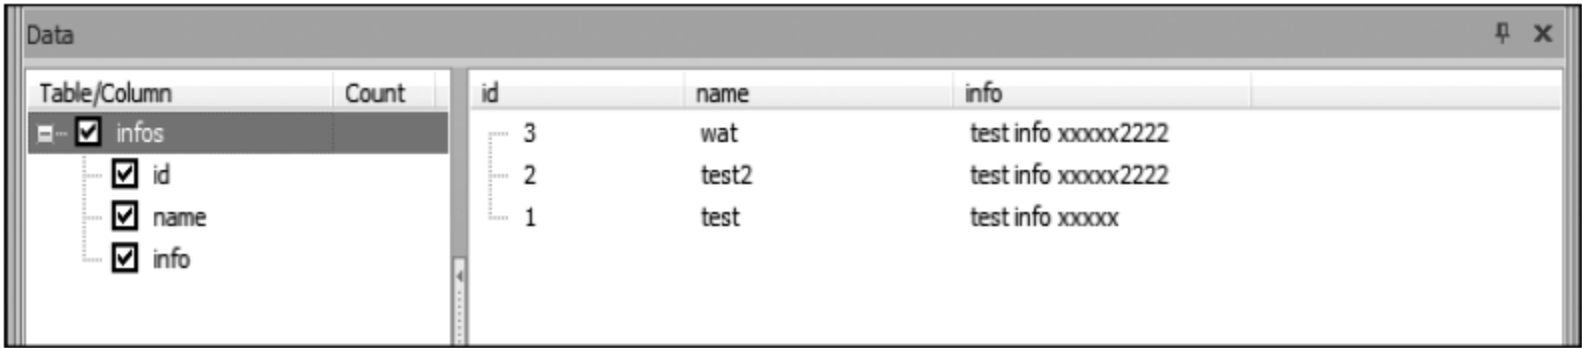 Data
Table/Column Count
infos
id
name
info
id name info
3 wat test info xxxxx2222
2 test2 test info xxxxx2222
1 test test info xxxxx